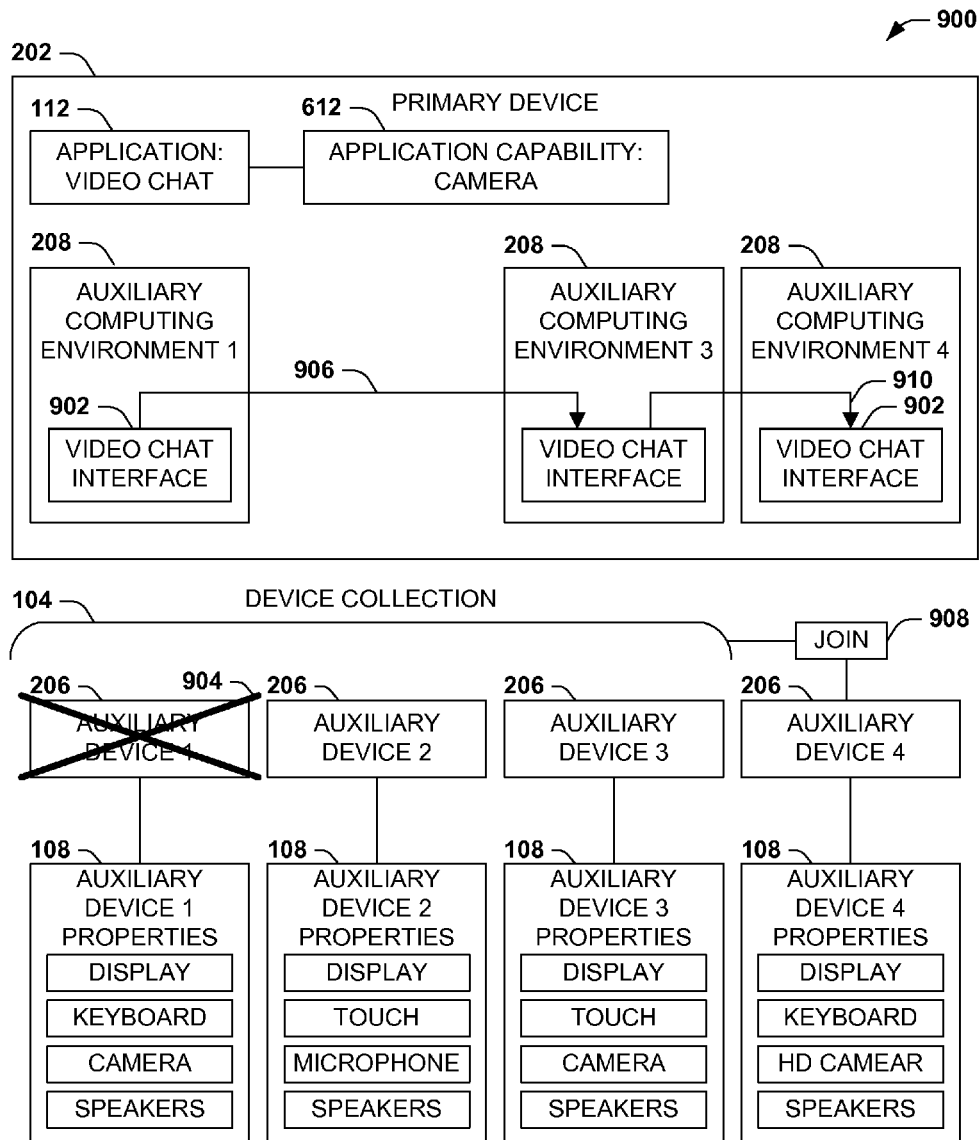 900
202
PRIMARY DEVICE
112
612
APPLICATION:
VIDEO CHAT
APPLICATION CAPABILITY:
CAMERA
208
208
208
AUXILIARY
COMPUTING
ENVIRONMENT 1
AUXILIARY
COMPUTING
ENVIRONMENT 3
AUXILIARY
COMPUTING
ENVIRONMENT 4
906
910
902
902
VIDEO CHAT
INTERFACE
VIDEO CHAT
INTERFACE
VIDEO CHAT
INTERFACE
104
DEVICE COLLECTION
908
JOIN
206
904
206
206
206
AUXILIARY
DEVICE 1
AUXILIARY
DEVICE 2
AUXILIARY
DEVICE 3
AUXILIARY
DEVICE 4
108
108
108
108
AUXILIARY
DEVICE 1
PROPERTIES
DISPLAY
KEYBOARD
CAMERA
SPEAKERS
AUXILIARY
DEVICE 2
PROPERTIES
DISPLAY
TOUCH
MICROPHONE
SPEAKERS
AUXILIARY
DEVICE 3
PROPERTIES
DISPLAY
TOUCH
CAMERA
SPEAKERS
AUXILIARY
DEVICE 4
PROPERTIES
DISPLAY
KEYBOARD
HD CAMEAR
SPEAKERS